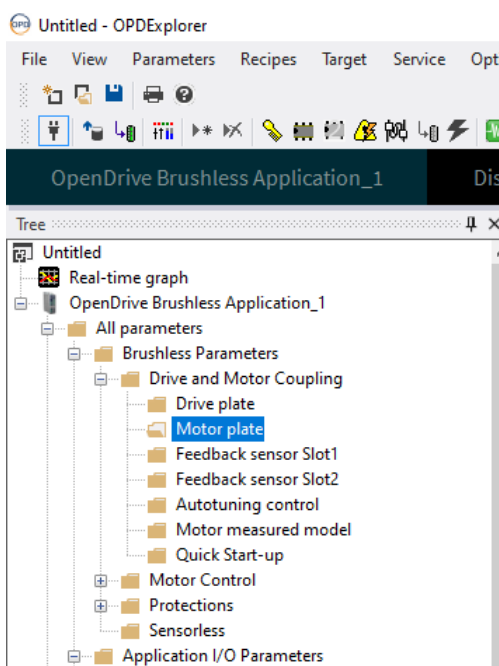 Untitled - OPDExplorer
File View Parameters Recipes Target Service Opt
OpenDrive Brushless Application_1 Dis
Tree
Untitled
Real-time graph
OpenDrive Brushless Application_1
All parameters
Brushless Parameters
Drive and Motor Coupling
Drive plate
Motor plate
Feedback sensor Slot1
Feedback sensor Slot2
Autotuning control
Motor measured model
Quick Start-up
Motor Control
Protections
Sensorless
Application I/O Parameters